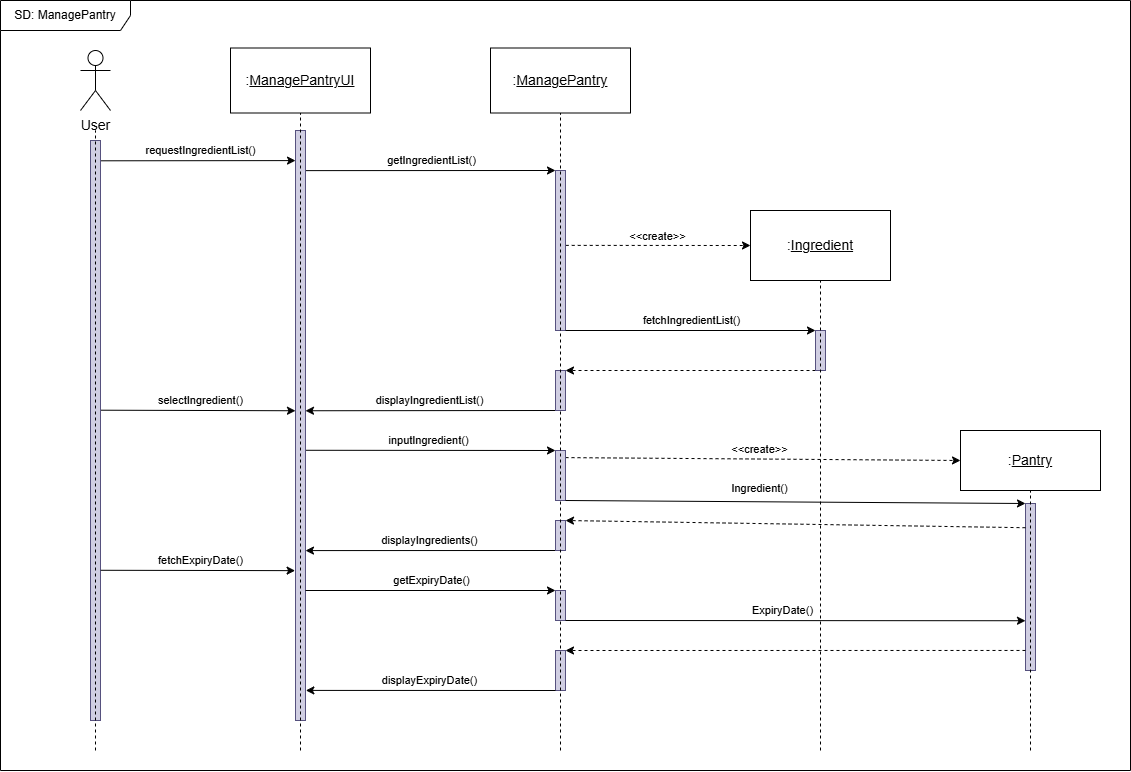 SD: ManagePantry
:ManagePantryUI
:ManagePantry
User
requestIngredientList()
getIngredientList()
<<create>>
:Ingredient
fetchIngredientList()
selectIngredient()
displayIngredientList()
inputIngredient()
<<create>>
:Pantry
Ingredient()
displayIngredients()
fetchExpiryDate()
getExpiryDate()
ExpiryDate()
displayExpiryDate()